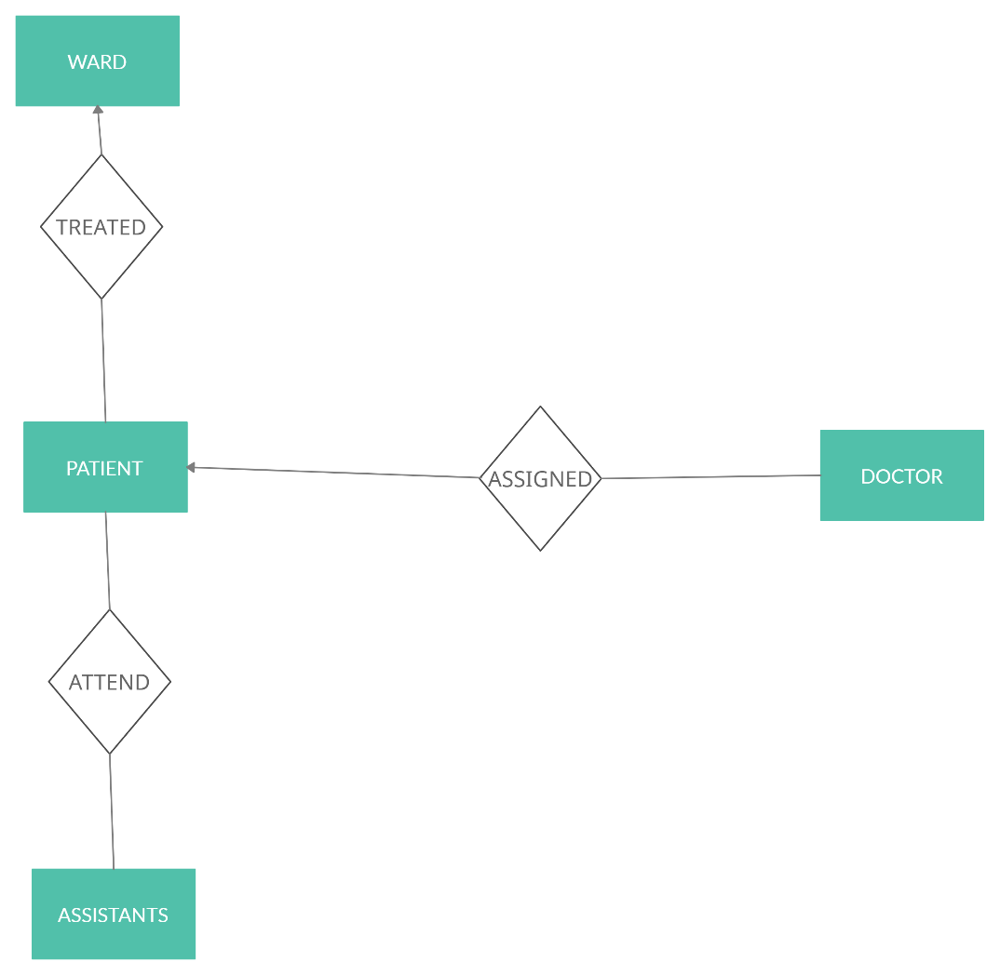 WARD
TREATED
PATIENT
ASSIGNED
DOCTOR
ATTEND
ASSISTANTS